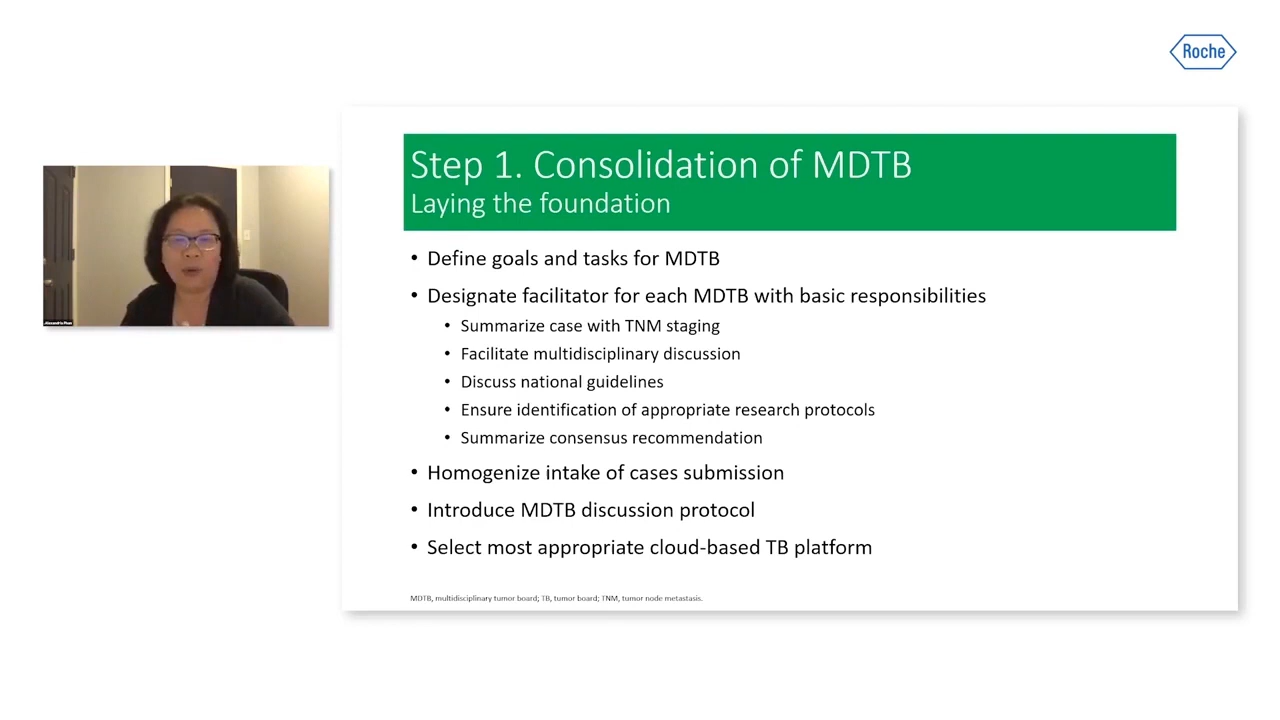 Roche
Step 1. Consolidation of MDTB
Laying the foundation
• Define goals and tasks for MDTB
• Designate facilitator for each MDTB with basic responsibilities
• Summarize case with TNM staging
• Facilitate multidisciplinary discussion
• Discuss national guidelines
• Ensure identification of appropriate research protocols
• Summarize consensus recommendation
• Homogenize intake of cases submission
• Introduce MDTB discussion protocol
• Select most appropriate cloud-based TB platform
MDTB, multidisciplinary tumor board; TB, tumor board; TNM, tumor node metastasis.
Alexandria Phan